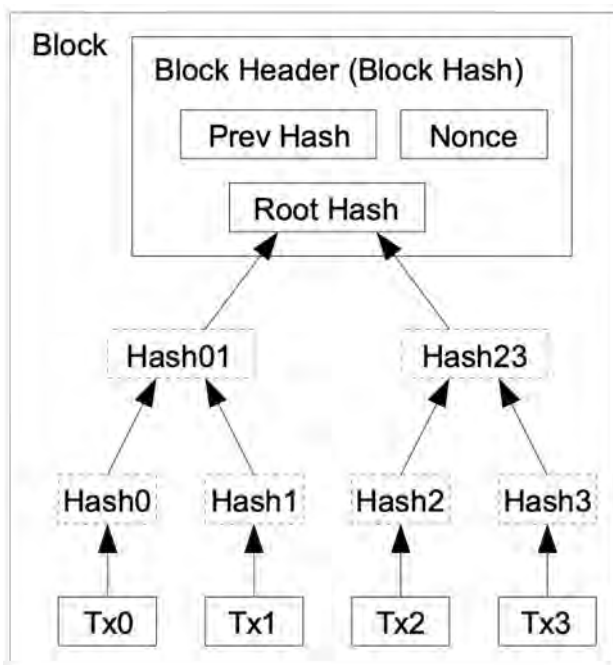 Block
Block Header (Block Hash)
Prev Hash Nonce
Root Hash
Hash01 Hash23
Hash0 Hash1 Hash2 Hash3
Tx0 Tx1 Tx2 Tx3